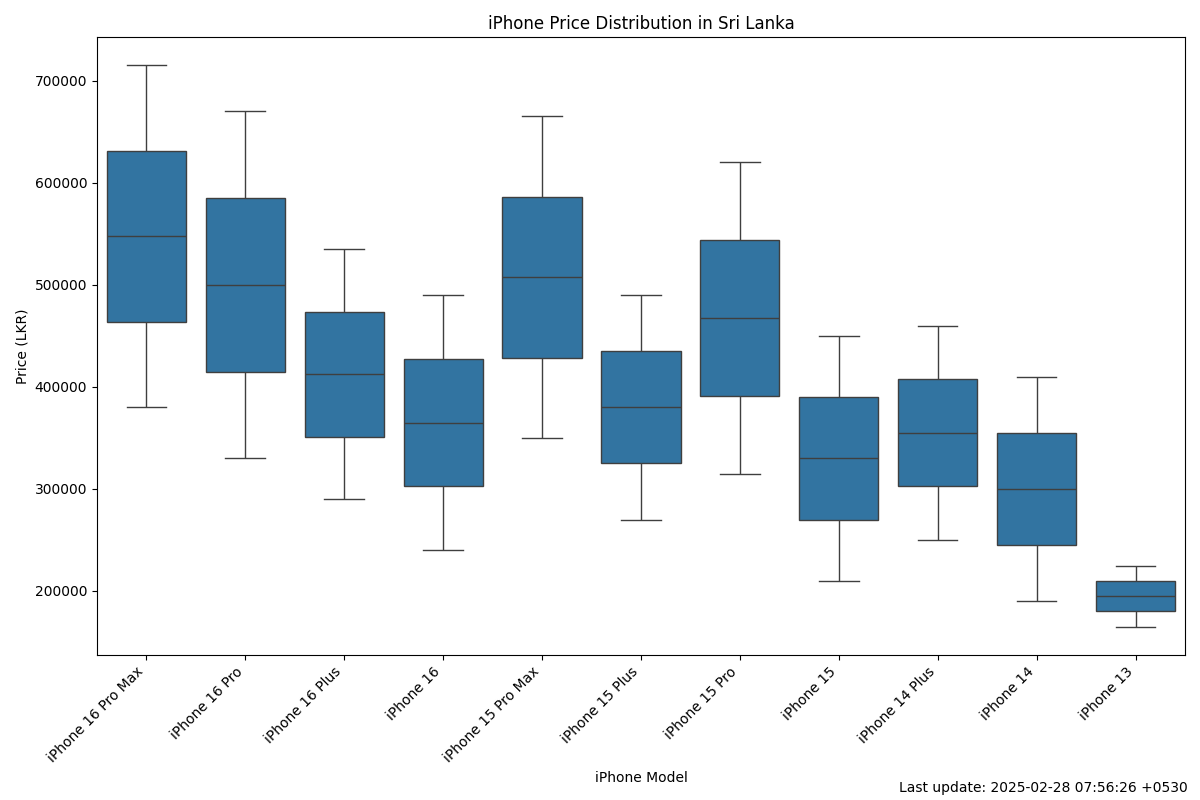 iPhone Price Distribution in Sri Lanka
Price (LKR)
700000
600000
500000
400000
300000
200000
iPhone 16 Pro Max
iPhone 16 Pro
iPhone 16 Plus
iPhone 16
iPhone 15 Pro Max
iPhone 15 Plus
iPhone 15 Pro
iPhone 15
iPhone 14 Plus
iPhone 14
iPhone 13
iPhone Model
Last update: 2025-02-28 07:56:26 +0530